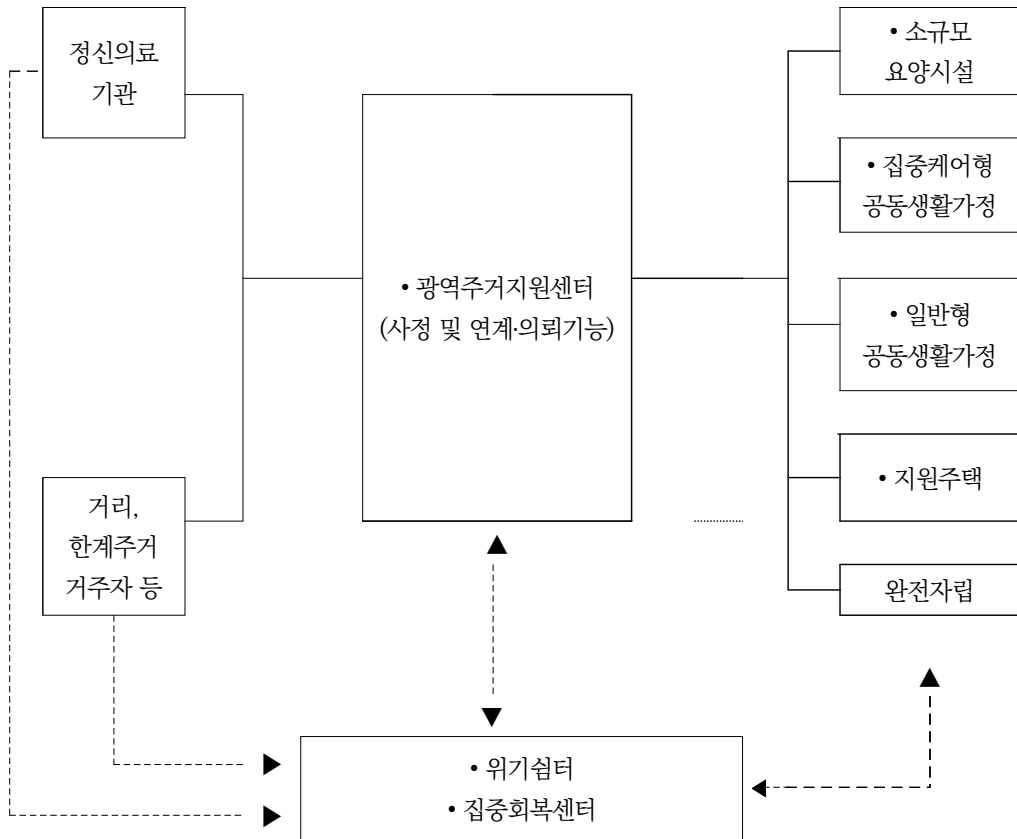 정신의료
기관
거리,
한계주거
거주자 등
• 광역주거지원센터
(사정 및 연계·의뢰기능)
• 소규모
요양시설
• 집중케어형
공동생활가정
• 일반형
공동생활가정
• 지원주택
완전자립
• 위기쉼터
• 집중회복센터